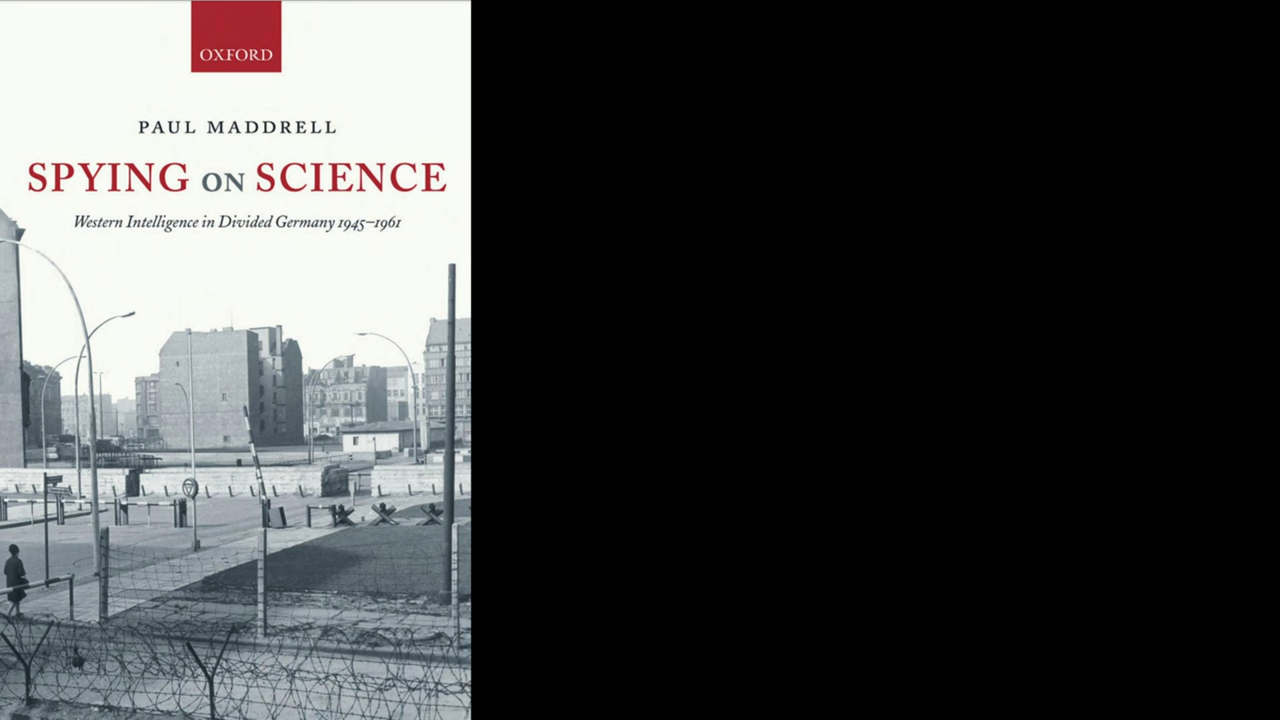 OXFORD
PAUL MADDRELL
SPYING ON SCIENCE
Western Intelligence in Divided Germany 1945–1961